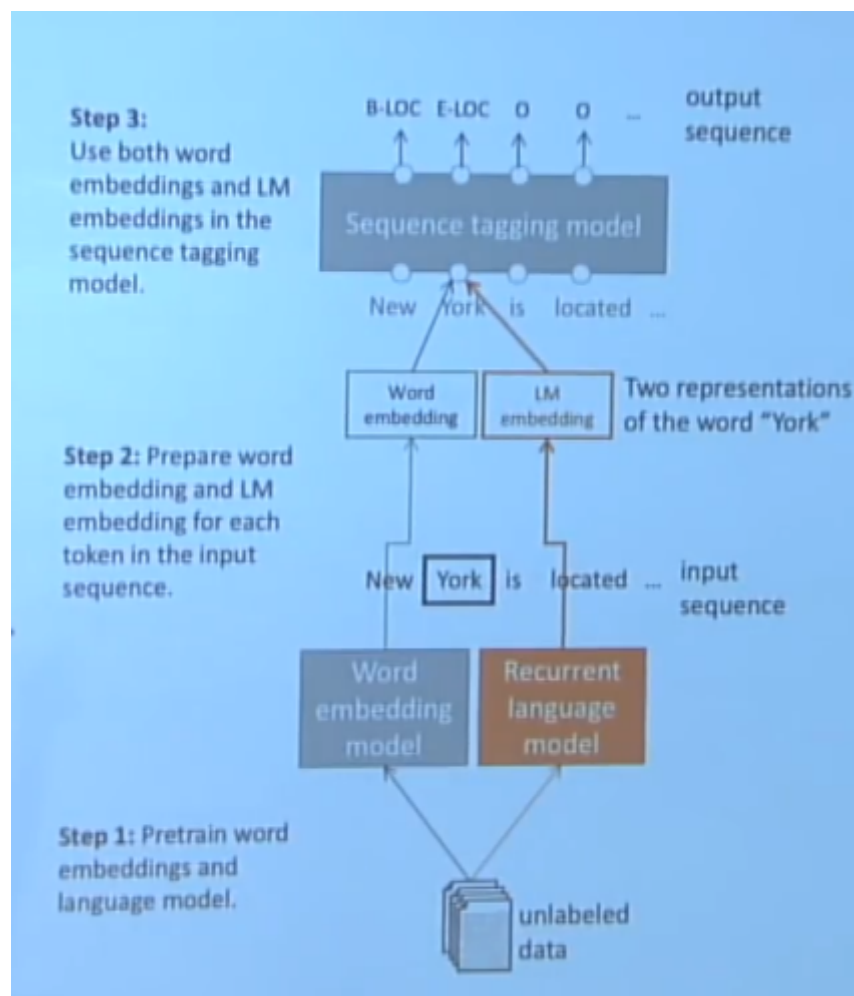 Step 3:
Use both word
embeddings and LM
embeddings in the
sequence tagging
model.
B-LOC E-LOC O O ...
output
sequence
Sequence tagging model
New York is located ...
Word
embedding
LM
embedding
Two representations
of the word "York"
Step 2: Prepare word
embedding and LM
embedding for each
token in the input
sequence.
New York is located ...
input
sequence
Word
embedding
model
Recurrent
language
model
Step 1: Pretrain word
embeddings and
language model.
unlabeled
data